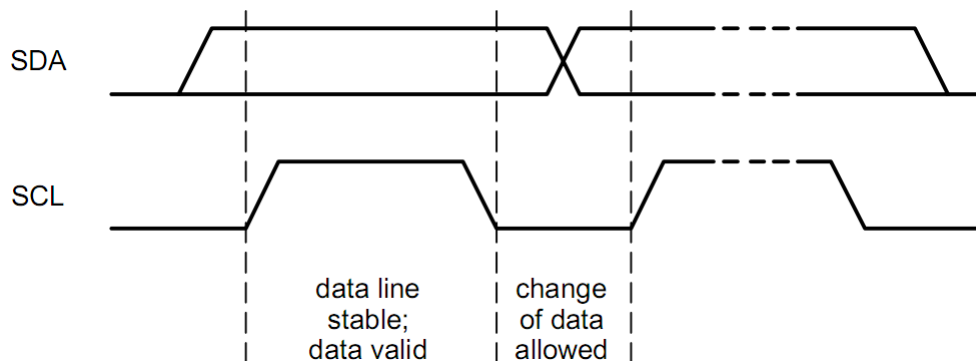 SDA
SCL
data line
stable;
data valid
change
of data
allowed